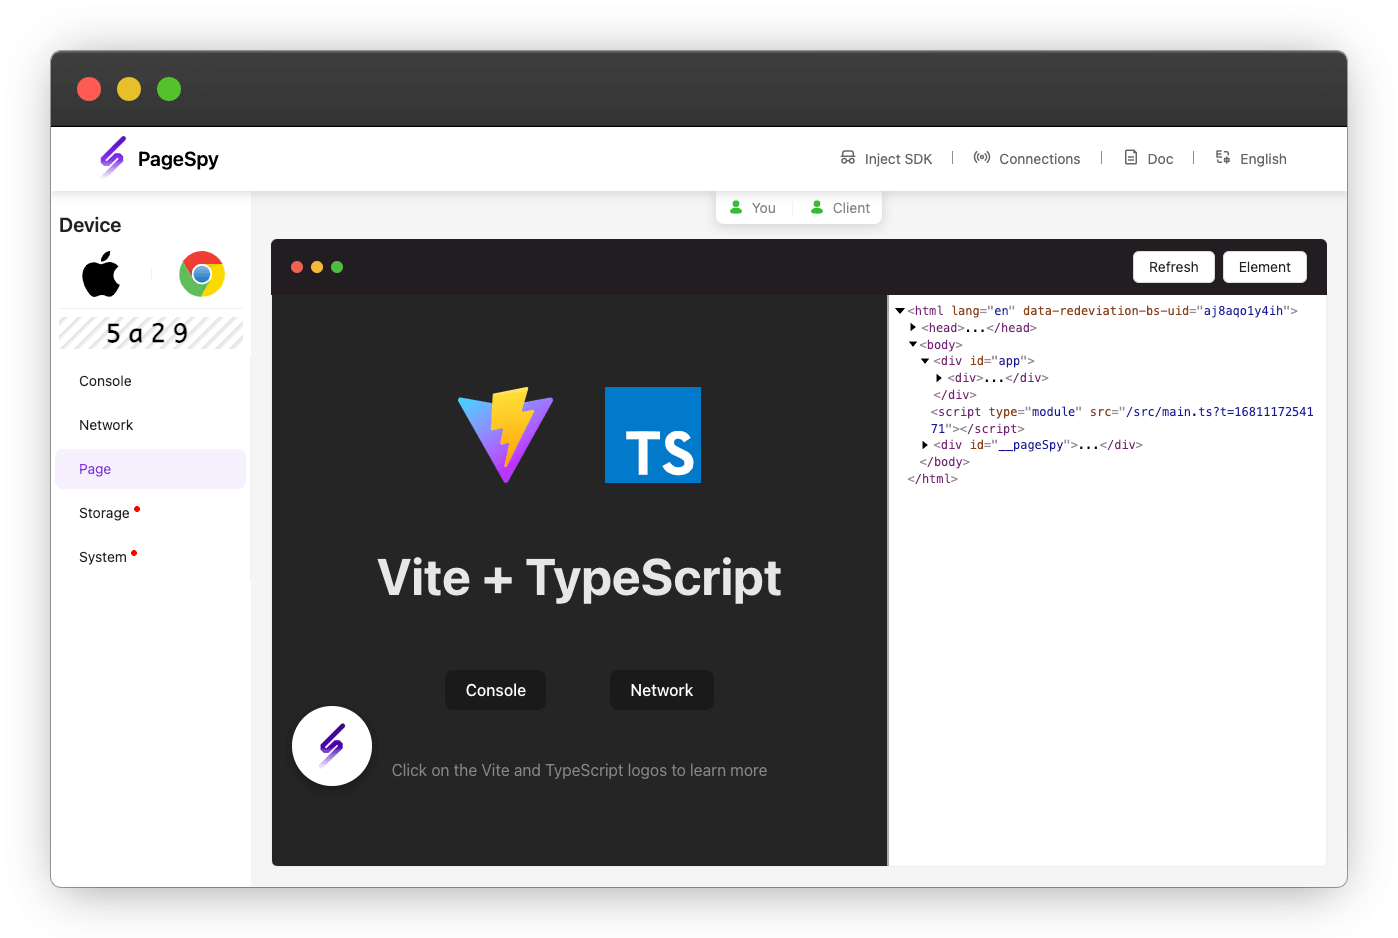 PageSpy
Inject SDK
Connections
Doc
English
Device
You
Client
5a29
Console
Network
Page
Storage
System
Refresh
Element
TS
Vite + TypeScript
Console
Network
Click on the Vite and TypeScript logos to learn more
<html lang="en" data-redeviation-bs-uid="aj8aqo1y4ih">
<head>...</head>
<body>
<div id="app">
<div>...</div>
</div>
<script type="module" src="/src/main.ts?t=16811172541
71"></script>
<div id="__pageSpy">...</div>
</body>
</html>